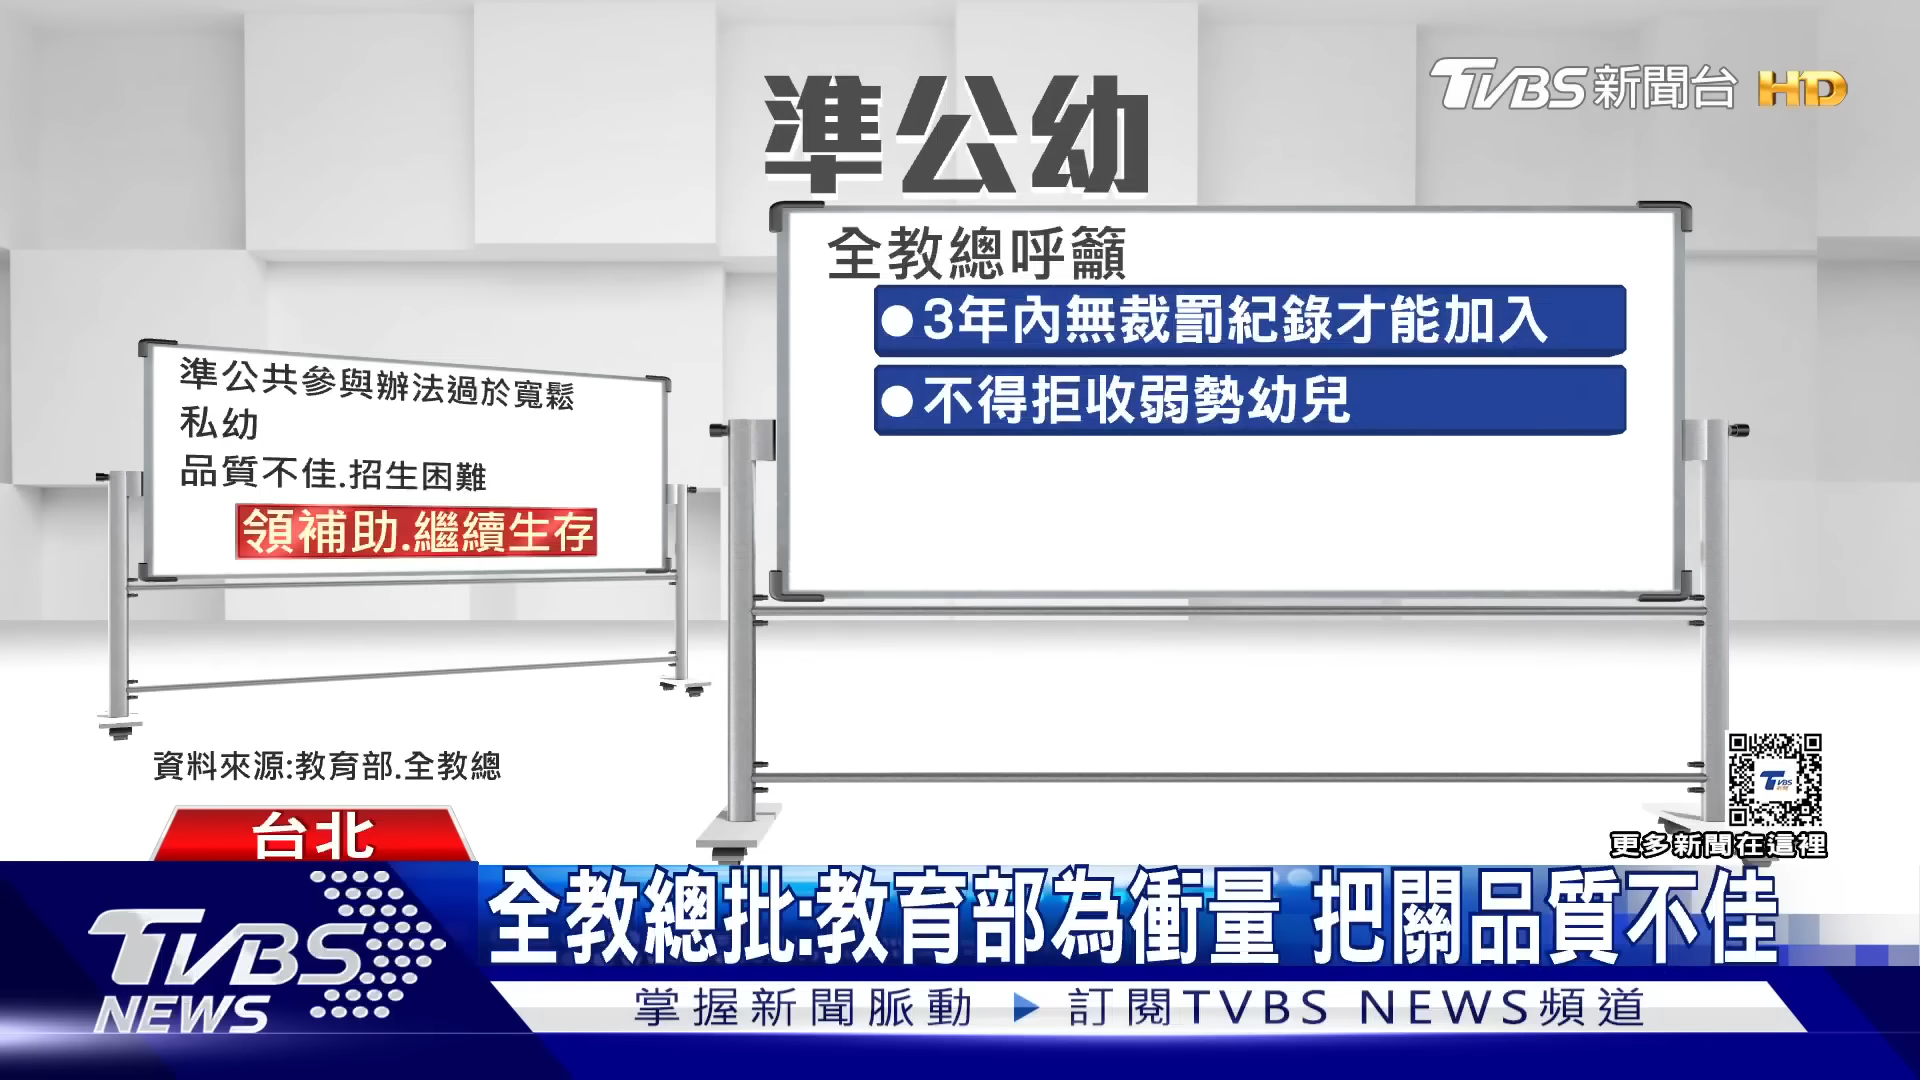 準公幼
TVBS新聞台 HD
全教總呼籲
●3年內無裁罰紀錄才能加入
●不得拒收弱勢幼兒
準公共參與辦法過於寬鬆
私幼
品質不佳.招生困難
領補助.繼續生存
資料來源:教育部.全教總
TVBS新聞
更多新聞在這裡
台北
全教總批:教育部為衝量 把關品質不佳
TVBS NEWS
掌握新聞脈動 ▶ 訂閱TVBS NEWS頻道